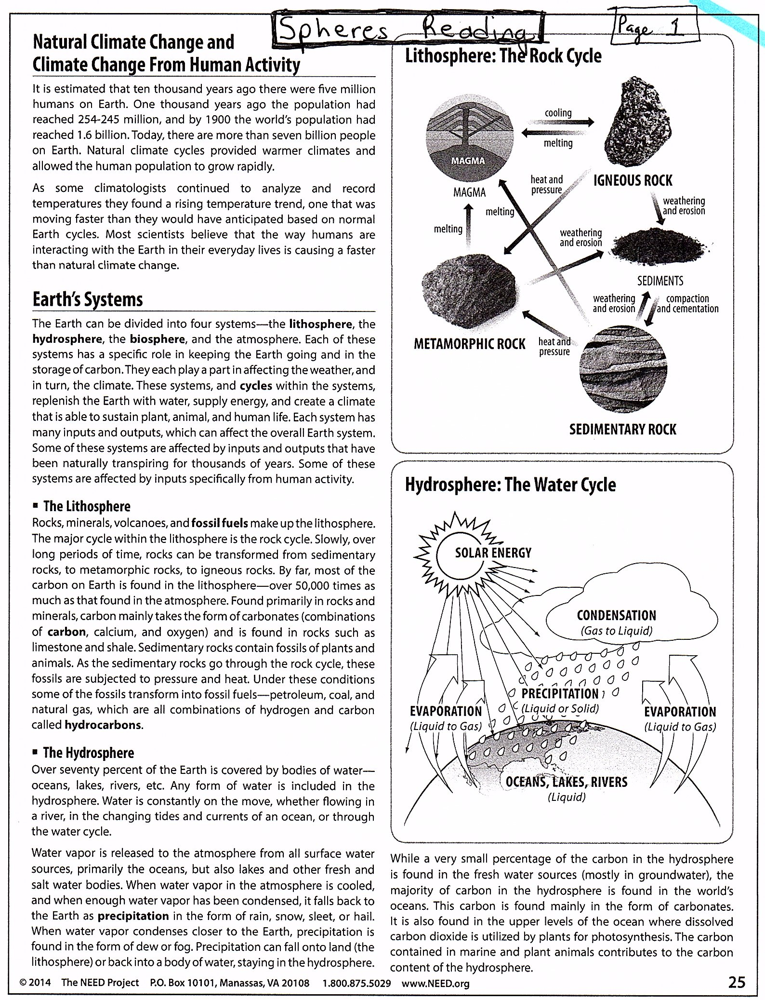 Spheres Reading
Page 1
Natural Climate Change and
Climate Change From Human Activity
It is estimated that ten thousand years ago there were five million
humans on Earth. One thousand years ago the population had
reached 254-245 million, and by 1900 the world's population had
reached 1.6 billion. Today, there are more than seven billion people
on Earth. Natural climate cycles provided warmer climates and
allowed the human population to grow rapidly.
As some climatologists continued to analyze and record
temperatures they found a rising temperature trend, one that was
moving faster than they would have anticipated based on normal
Earth cycles. Most scientists believe that the way humans are
interacting with the Earth in their everyday lives is causing a faster
than natural climate change.
Earth's Systems
The Earth can be divided into four systems—the lithosphere, the
hydrosphere, the biosphere, and the atmosphere. Each of these
systems has a specific role in keeping the Earth going and in the
storage of carbon. They each play a part in affecting the weather, and
in turn, the climate. These systems, and cycles within the systems,
replenish the Earth with water, supply energy, and create a climate
that is able to sustain plant, animal, and human life. Each system has
many inputs and outputs, which can affect the overall Earth system.
Some of these systems are affected by inputs and outputs that have
been naturally transpiring for thousands of years. Some of these
systems are affected by inputs specifically from human activity.
▪ The Lithosphere
Rocks, minerals, volcanoes, and fossil fuels make up the lithosphere.
The major cycle within the lithosphere is the rock cycle. Slowly, over
long periods of time, rocks can be transformed from sedimentary
rocks, to metamorphic rocks, to igneous rocks. By far, most of the
carbon on Earth is found in the lithosphere—over 50,000 times as
much as that found in the atmosphere. Found primarily in rocks and
minerals, carbon mainly takes the form of carbonates (combinations
of carbon, calcium, and oxygen) and is found in rocks such as
limestone and shale. Sedimentary rocks contain fossils of plants and
animals. As the sedimentary rocks go through the rock cycle, these
fossils are subjected to pressure and heat. Under these conditions
some of the fossils transform into fossil fuels—petroleum, coal, and
natural gas, which are all combinations of hydrogen and carbon
called hydrocarbons.
▪ The Hydrosphere
Over seventy percent of the Earth is covered by bodies of water—
oceans, lakes, rivers, etc. Any form of water is included in the
hydrosphere. Water is constantly on the move, whether flowing in
a river, in the changing tides and currents of an ocean, or through
the water cycle.
Water vapor is released to the atmosphere from all surface water
sources, primarily the oceans, but also lakes and other fresh and
salt water bodies. When water vapor in the atmosphere is cooled,
and when enough water vapor has been condensed, it falls back to
the Earth as precipitation in the form of rain, snow, sleet, or hail.
When water vapor condenses closer to the Earth, precipitation is
found in the form of dew or fog. Precipitation can fall onto land (the
lithosphere) or back into a body of water, staying in the hydrosphere.
Lithosphere: The Rock Cycle
cooling
melting
MAGMA
MAGMA
IGNEOUS ROCK
heat and
pressure
weathering
and erosion
melting
melting
weathering
and erosion
SEDIMENTS
weathering
and erosion
compaction
and cementation
METAMORPHIC ROCK
heat and
pressure
SEDIMENTARY ROCK
Hydrosphere: The Water Cycle
SOLAR ENERGY
CONDENSATION
(Gas to Liquid)
PRECIPITATION
(Liquid or Solid)
EVAPORATION
(Liquid to Gas)
EVAPORATION
(Liquid to Gas)
OCEANS, LAKES, RIVERS
(Liquid)
While a very small percentage of the carbon in the hydrosphere
is found in the fresh water sources (mostly in groundwater), the
majority of carbon in the hydrosphere is found in the world's
oceans. This carbon is found mainly in the form of carbonates.
It is also found in the upper levels of the ocean where dissolved
carbon dioxide is utilized by plants for photosynthesis. The carbon
contained in marine and plant animals contributes to the carbon
content of the hydrosphere.
© 2014 The NEED Project P.O. Box 10101, Manassas, VA 20108 1.800.875.5029 www.NEED.org
25